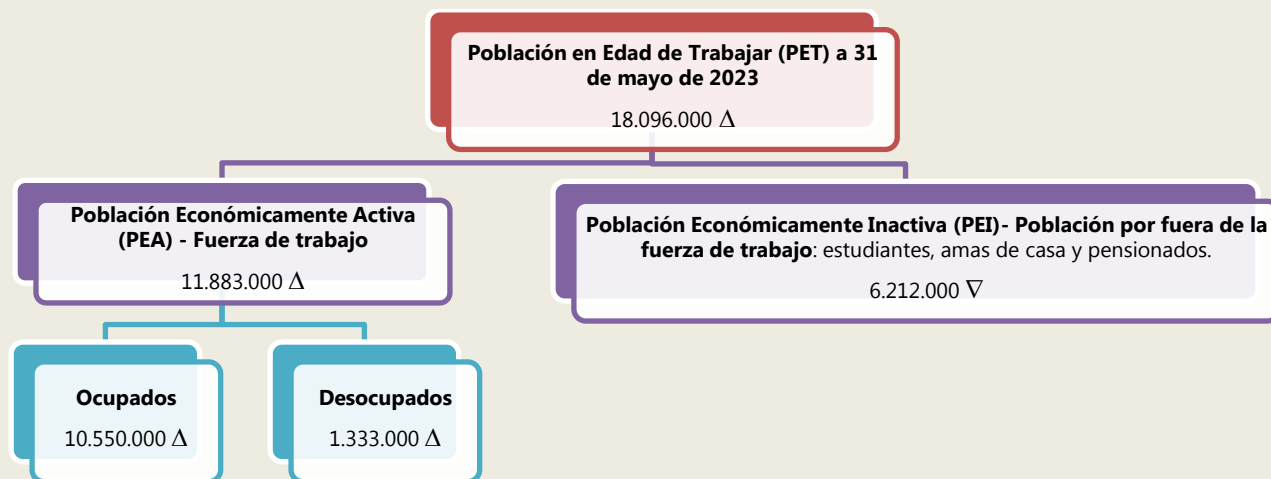 Población en Edad de Trabajar (PET) a 31
de mayo de 2023
18.096.000 Δ
Población Económicamente Activa
(PEA) - Fuerza de trabajo
11.883.000 Δ
Población Económicamente Inactiva (PEI)- Población por fuera de la
fuerza de trabajo: estudiantes, amas de casa y pensionados.
6.212.000 ∇
Ocupados
10.550.000 Δ
Desocupados
1.333.000 Δ